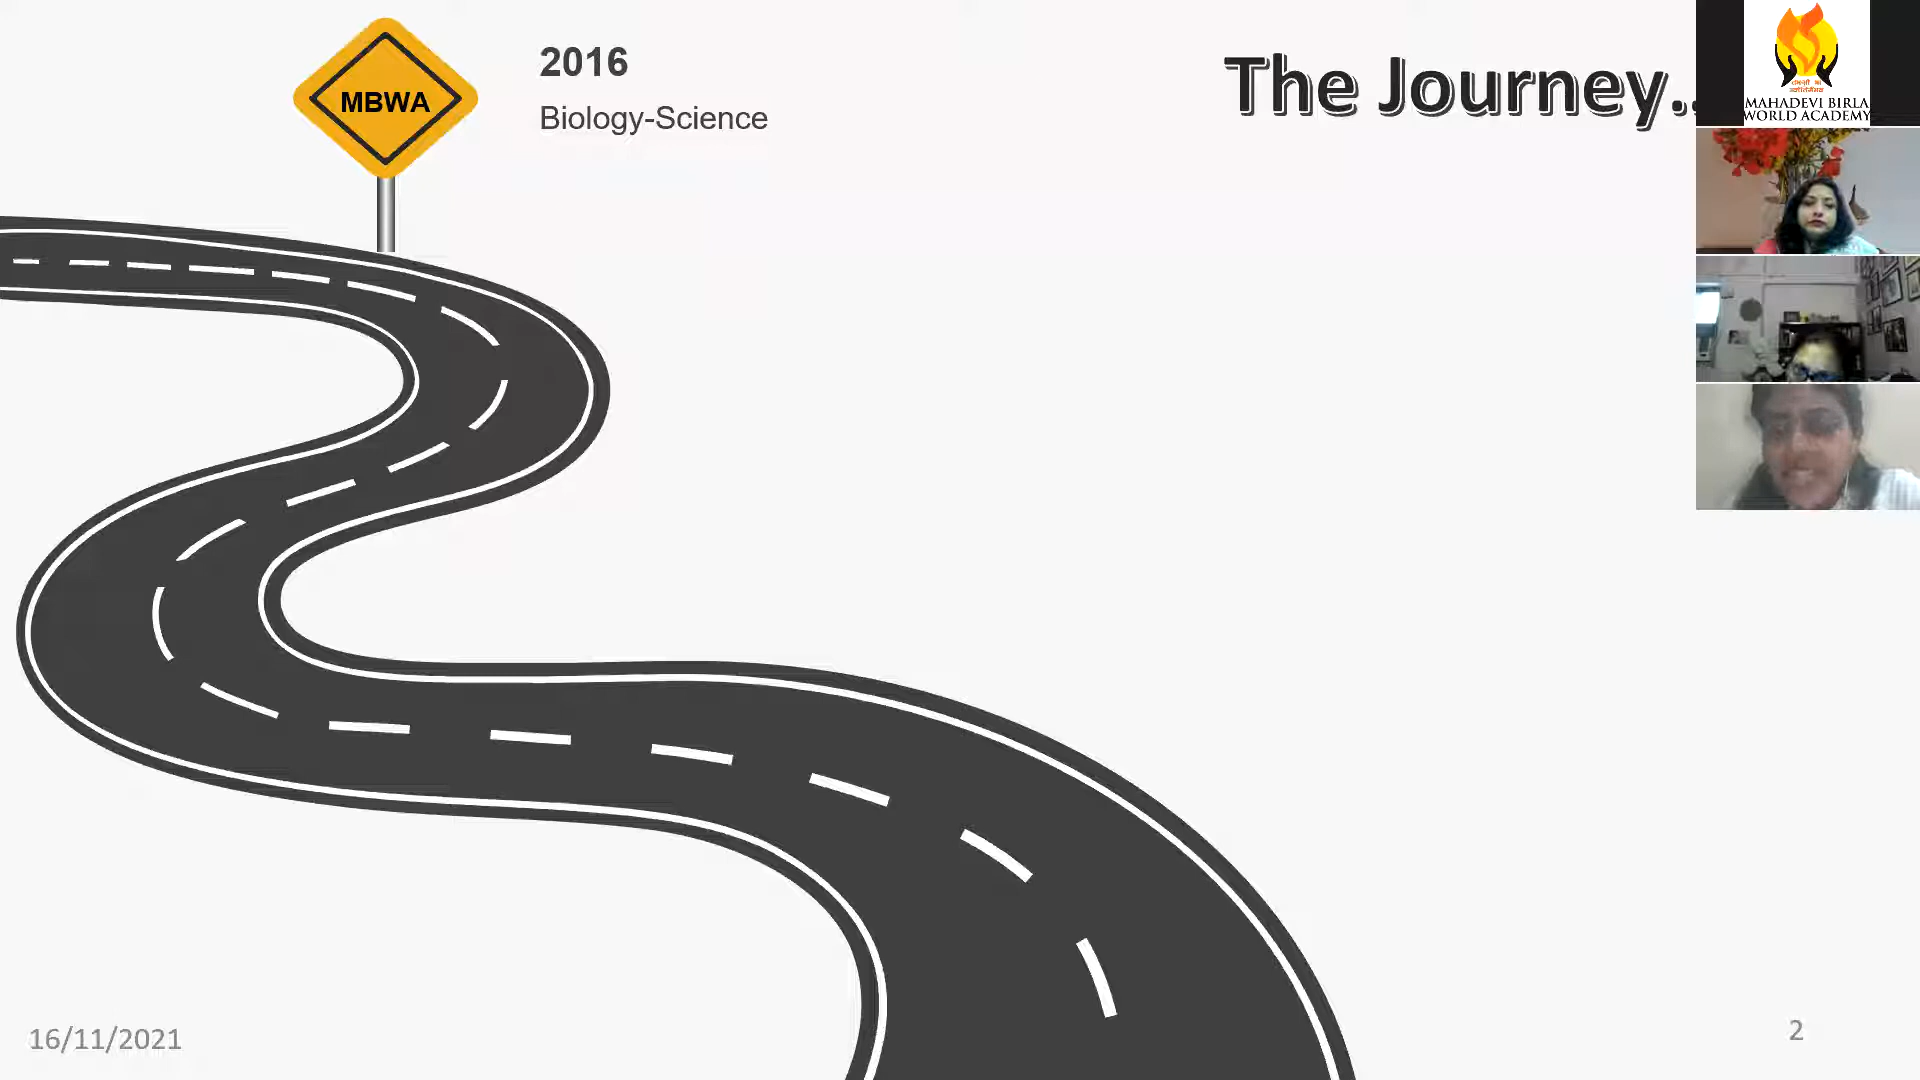 MBWA
2016
Biology-Science
The Journey..
MAHADEVI BIRLA
WORLD ACADEMY
16/11/2021
2